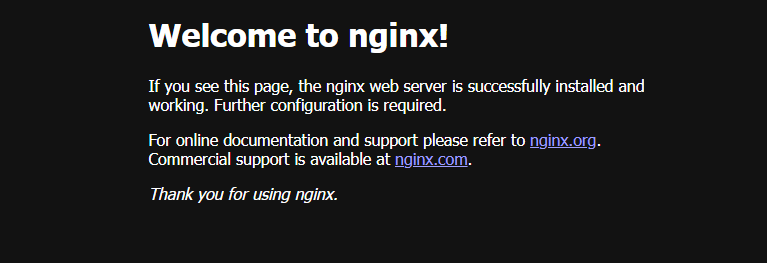 Welcome to nginx!
If you see this page, the nginx web server is successfully installed and
working. Further configuration is required.
For online documentation and support please refer to nginx.org.
Commercial support is available at nginx.com.
Thank you for using nginx.